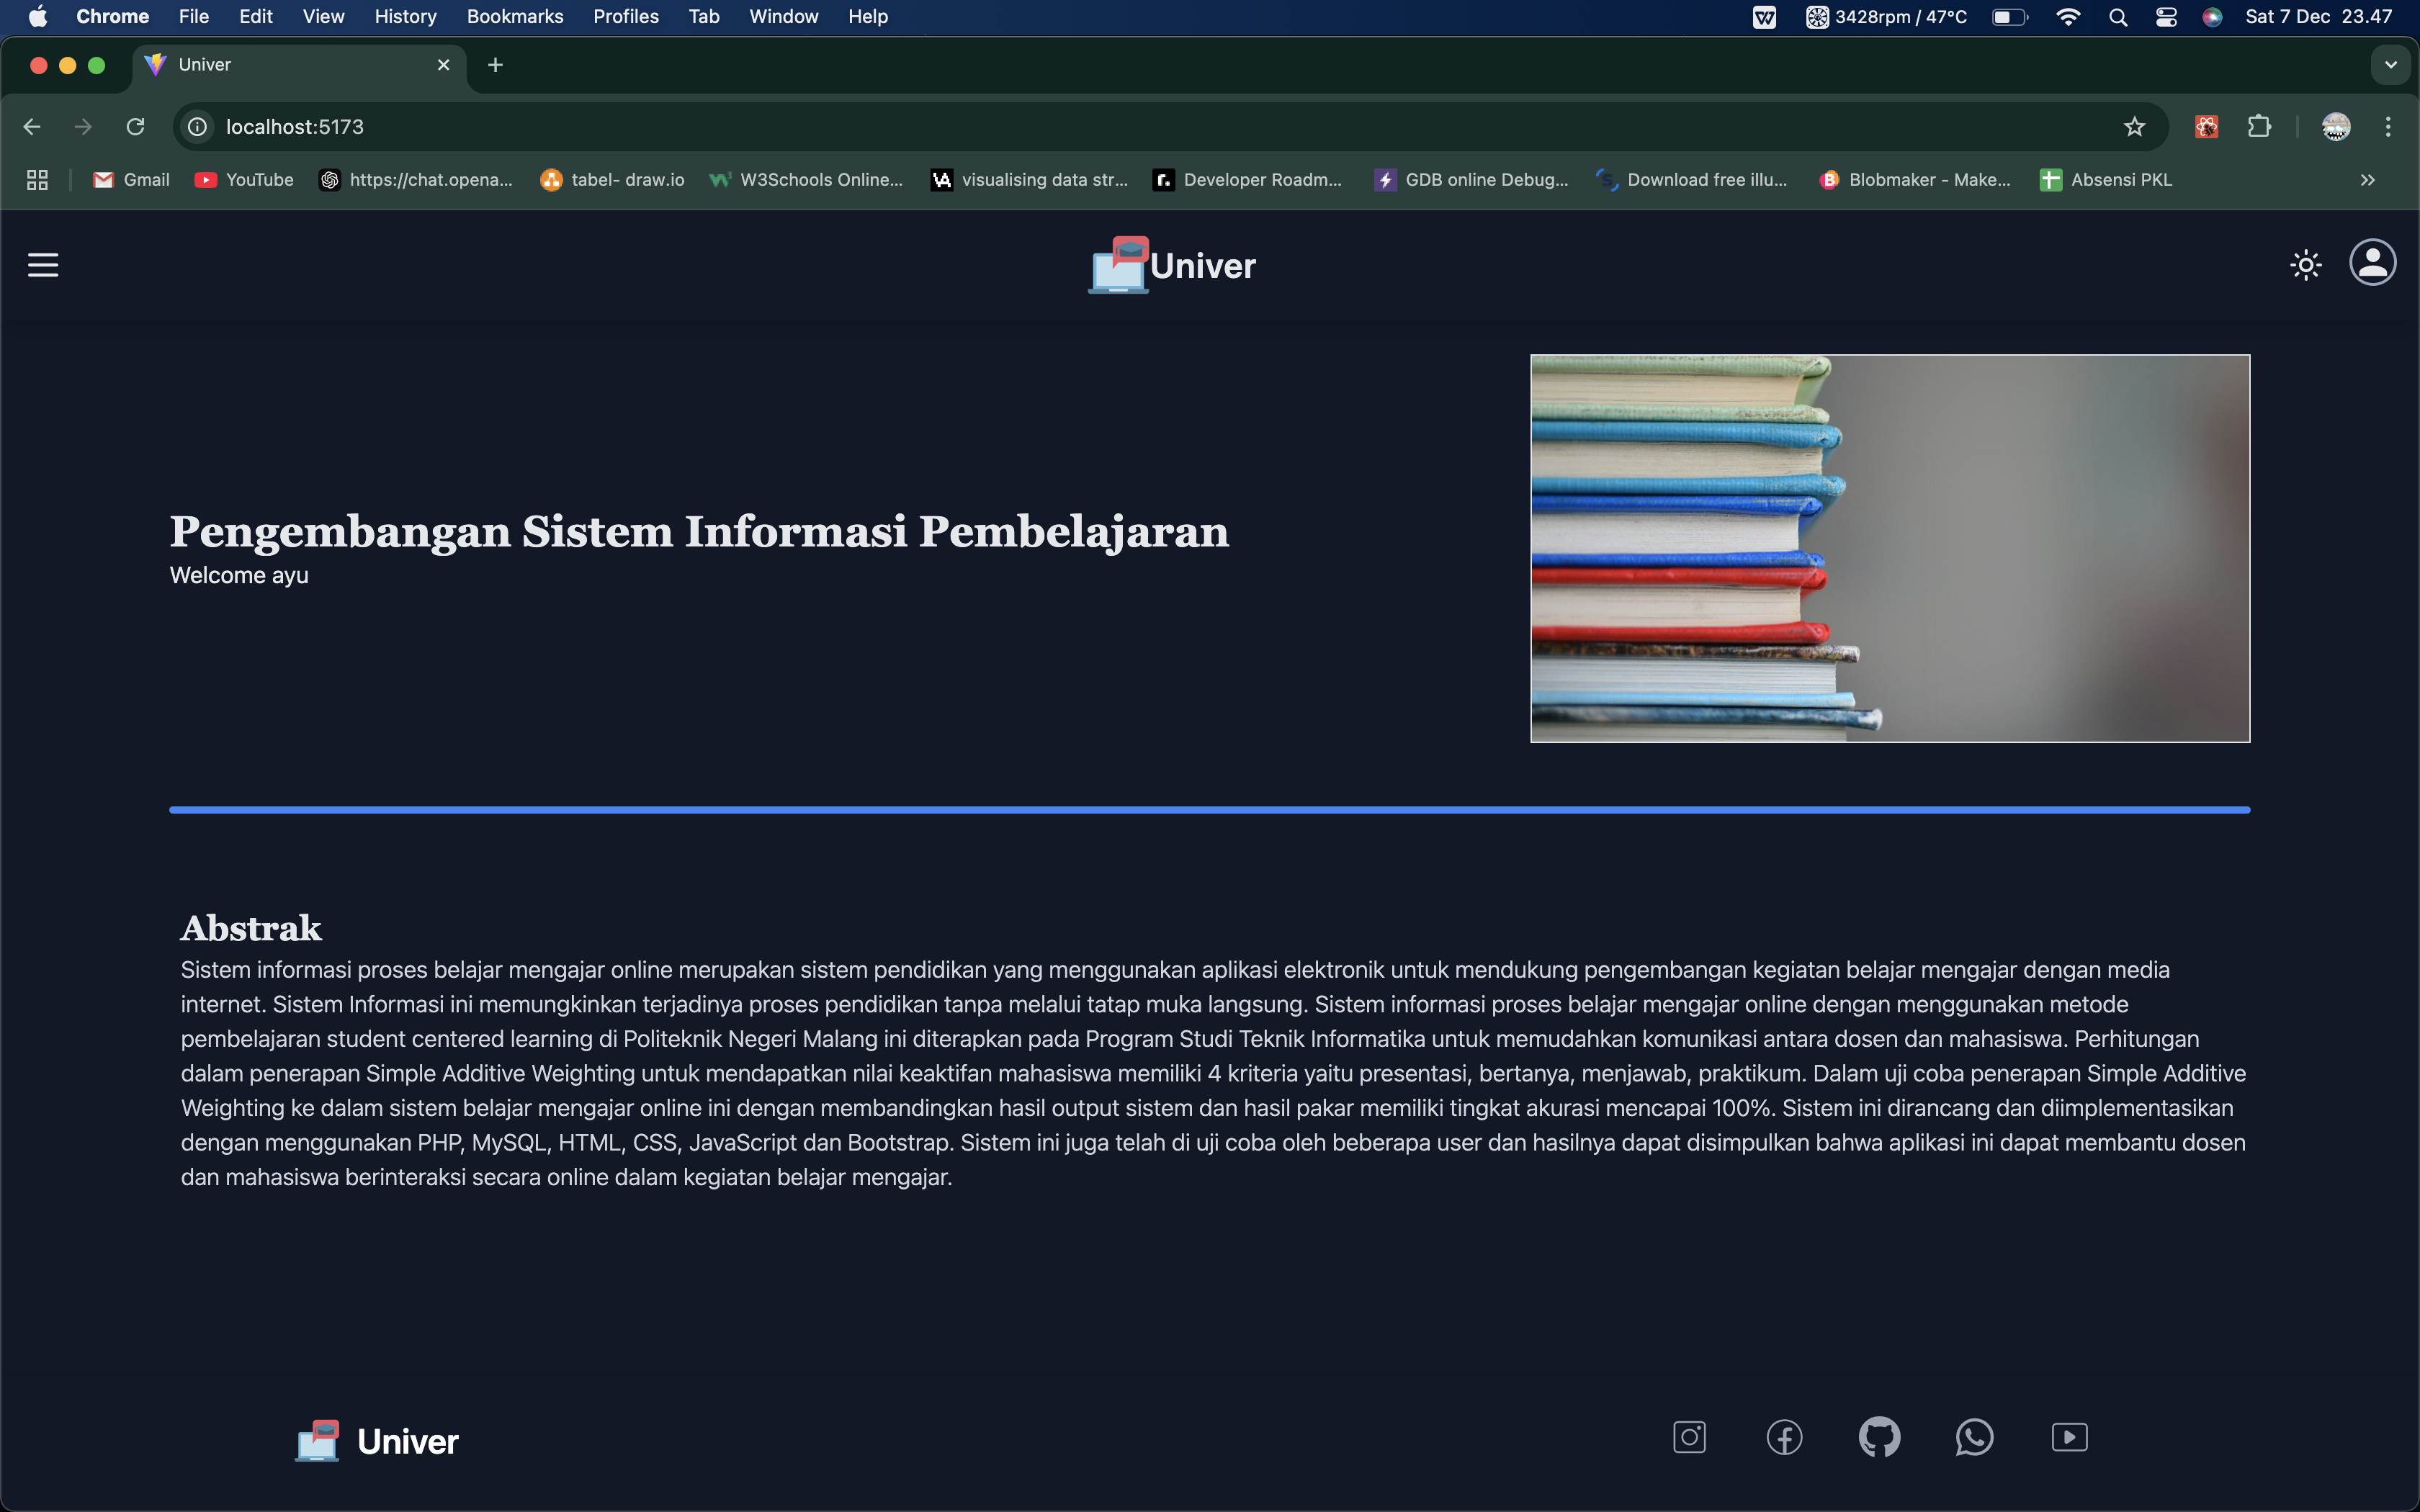 Chrome File Edit View History Bookmarks Profiles Tab Window Help 3428rpm / 47°C Sat 7 Dec 23.47
Univer
localhost:5173
Gmail YouTube https://chat.opena... tabel- draw.io W3Schools Online... visualising data str... Developer Roadm... GDB online Debug... Download free illu... Blobmaker - Make... Absensi PKL
Univer
Pengembangan Sistem Informasi Pembelajaran
Welcome ayu
Abstrak
Sistem informasi proses belajar mengajar online merupakan sistem pendidikan yang menggunakan aplikasi elektronik untuk mendukung pengembangan kegiatan belajar mengajar dengan media
internet. Sistem Informasi ini memungkinkan terjadinya proses pendidikan tanpa melalui tatap muka langsung. Sistem informasi proses belajar mengajar online dengan menggunakan metode
pembelajaran student centered learning di Politeknik Negeri Malang ini diterapkan pada Program Studi Teknik Informatika untuk memudahkan komunikasi antara dosen dan mahasiswa. Perhitungan
dalam penerapan Simple Additive Weighting untuk mendapatkan nilai keaktifan mahasiswa memiliki 4 kriteria yaitu presentasi, bertanya, menjawab, praktikum. Dalam uji coba penerapan Simple Additive
Weighting ke dalam sistem belajar mengajar online ini dengan membandingkan hasil output sistem dan hasil pakar memiliki tingkat akurasi mencapai 100%. Sistem ini dirancang dan diimplementasikan
dengan menggunakan PHP, MySQL, HTML, CSS, JavaScript dan Bootstrap. Sistem ini juga telah di uji coba oleh beberapa user dan hasilnya dapat disimpulkan bahwa aplikasi ini dapat membantu dosen
dan mahasiswa berinteraksi secara online dalam kegiatan belajar mengajar.
Univer